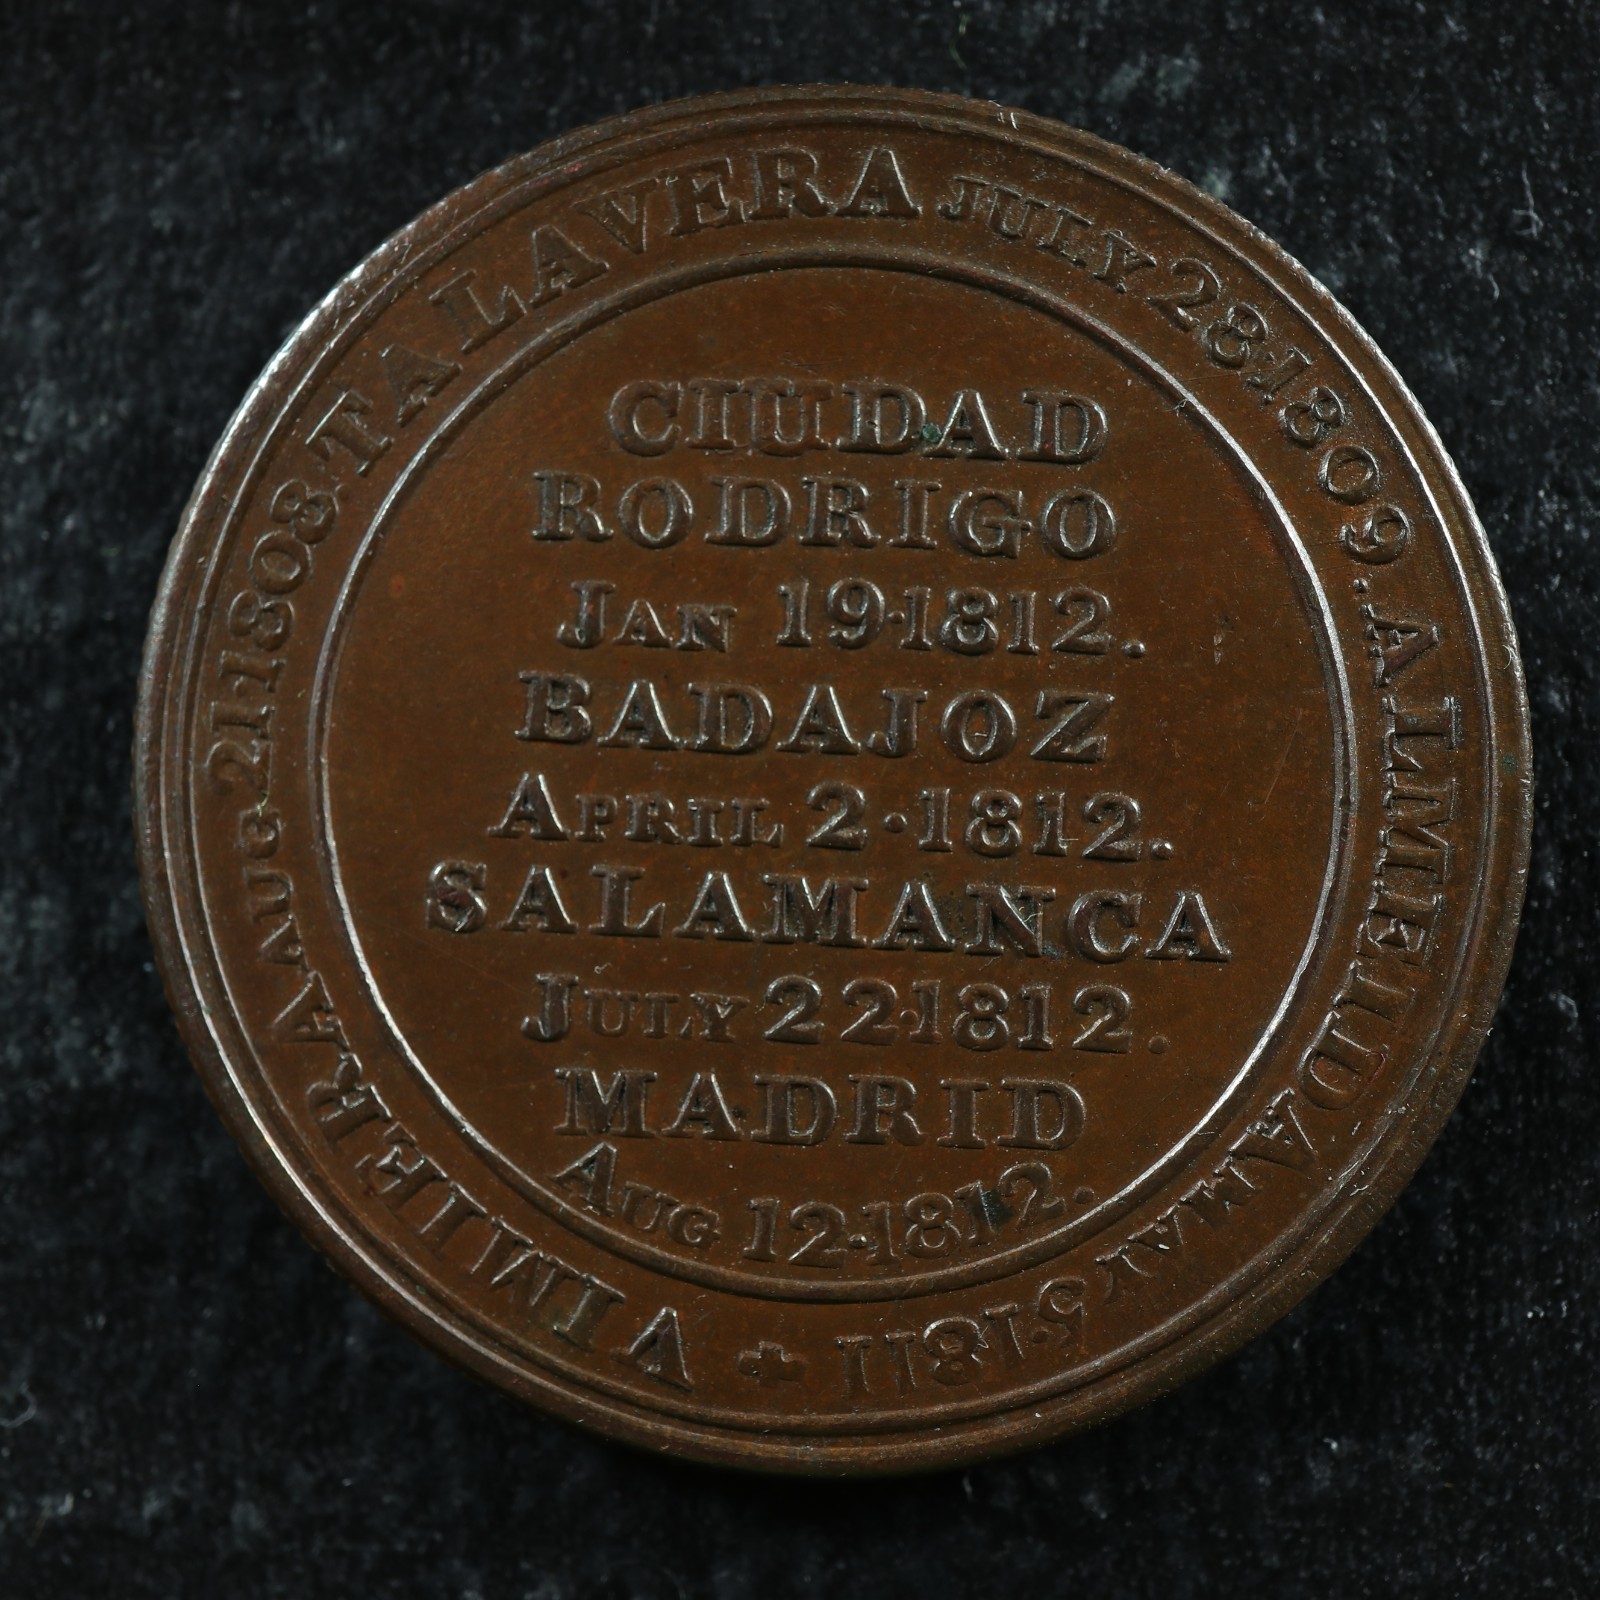 VIMIERA AUG 21 1808 TALAVERA JULY 28·1809. ALMEIDA MAY 5·1811
CIUDAD
RODRIGO
JAN 19·1812.
BADAJOZ
APRIL 2·1812.
SALAMANCA
JULY 22·1812.
MADRID
AUG 12·1812.